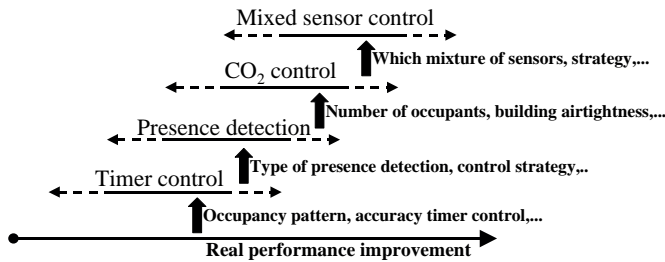 Mixed sensor control
Which mixture of sensors, strategy,...
CO₂ control
Number of occupants, building airtightness,...
Presence detection
Type of presence detection, control strategy,..
Timer control
Occupancy pattern, accuracy timer control,...
Real performance improvement